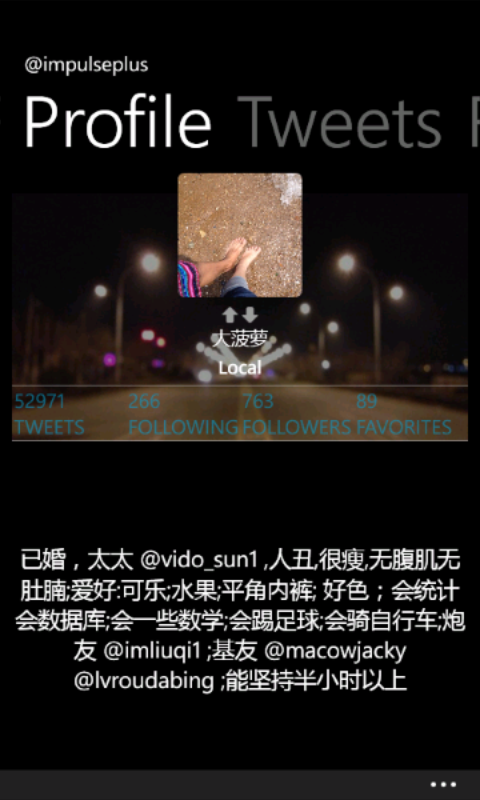 @impulseplus
Profile Tweets
大菠萝
Local
52971 266 763 89
TWEETS FOLLOWING FOLLOWERS FAVORITES
已婚，太太 @vido_sun1 ,人丑,很瘦,无腹肌无
肚腩;爱好:可乐;水果;平角内裤; 好色；会统计
会数据库;会一些数学;会踢足球;会骑自行车;炮
友 @imliuqi1 ;基友 @macowjacky
@lvroudabing ;能坚持半小时以上